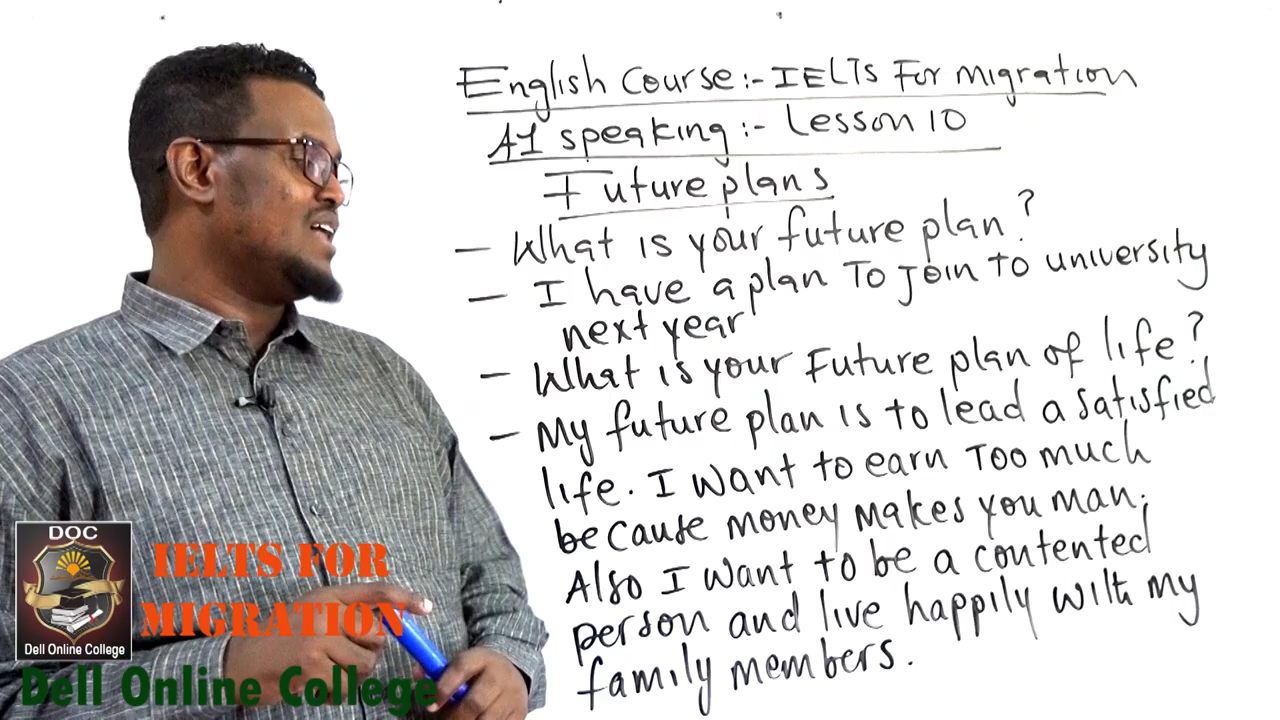 English Course:- IELTS For migration
A1 speaking:- Lesson 10
Future plans
- What is your future plan?
- I have a plan To join to university
next year
- What is your Future plan of life?
- My future plan is to lead a satisfied
life. I want to earn Too much
because money makes you man.
Also I want to be a contented
person and live happily with my
family members.
DOC
Dell Online College
IELTS FOR
MIGRATION
Dell Online College